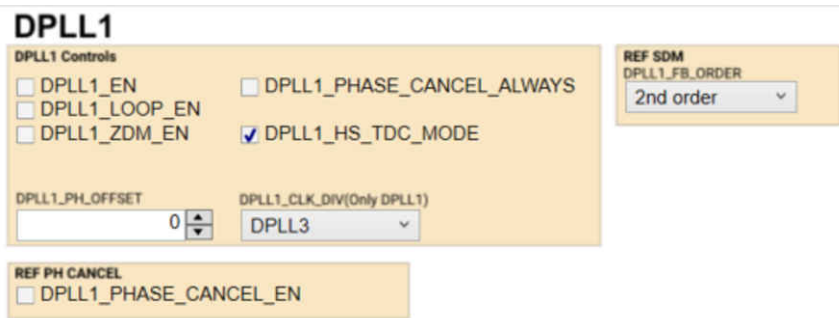 DPLL1
DPLL1 Controls
DPLL1_EN
DPLL1_PHASE_CANCEL_ALWAYS
DPLL1_LOOP_EN
DPLL1_ZDM_EN
DPLL1_HS_TDC_MODE
DPLL1_PH_OFFSET
0
DPLL1_CLK_DIV(Only DPLL1)
DPLL3
REF SDM
DPLL1_FB_ORDER
2nd order
REF PH CANCEL
DPLL1_PHASE_CANCEL_EN